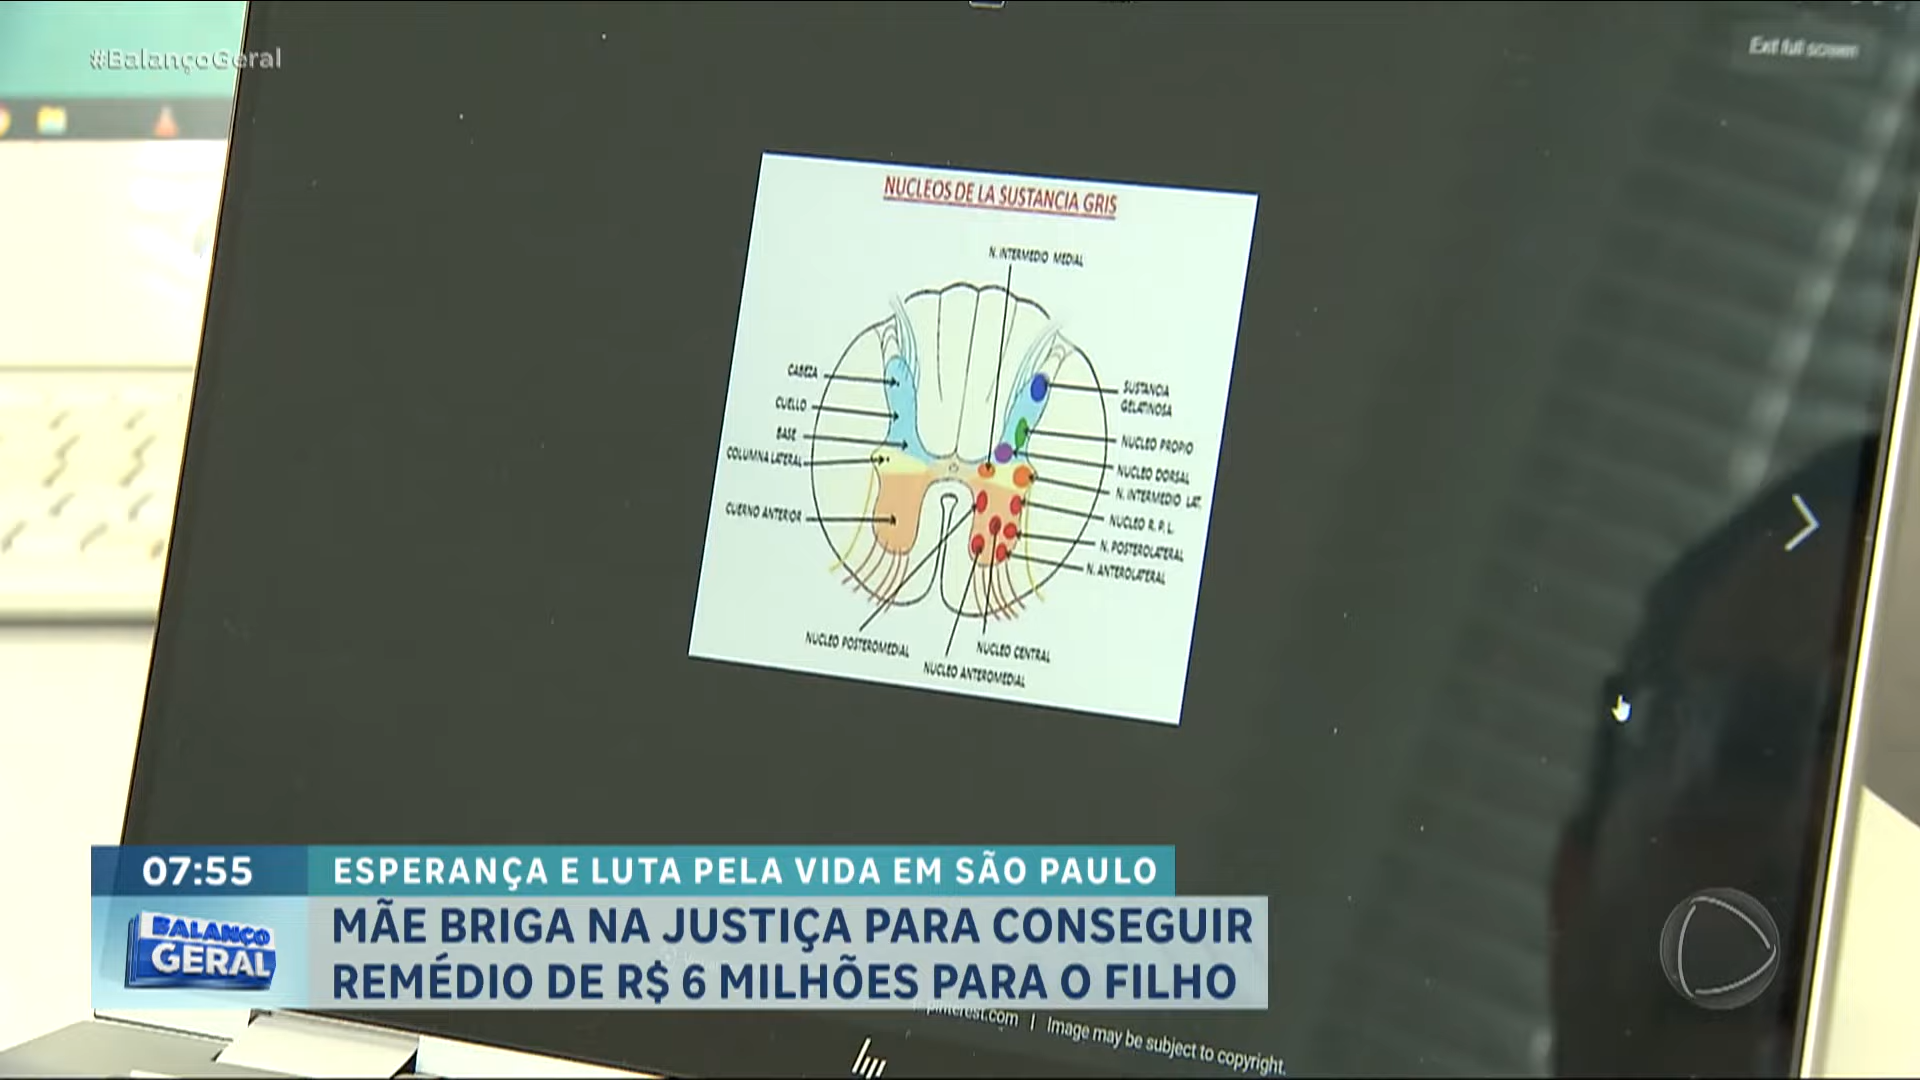 #BalançoGeral
Exit full screen
NUCLEOS DE LA SUSTANCIA GRIS
N. INTERMEDIO MEDIAL
CABEZA
CUELLO
BASE
COLUMNA LATERAL
CUERNO ANTERIOR
SUSTANCIA
GELATINOSA
NUCLEO PROPIO
NUCLEO DORSAL
N. INTERMEDIO LAT.
NUCLEO R. P. L.
N. POSTEROLATERAL
N. ANTEROLATERAL
NUCLEO POSTEROMEDIAL
NUCLEO CENTRAL
NUCLEO ANTEROMEDIAL
07:55
ESPERANÇA E LUTA PELA VIDA EM SÃO PAULO
BALANÇO
GERAL
MÃE BRIGA NA JUSTIÇA PARA CONSEGUIR
REMÉDIO DE R$ 6 MILHÕES PARA O FILHO
pinterest.com | Image may be subject to copyright.
hp